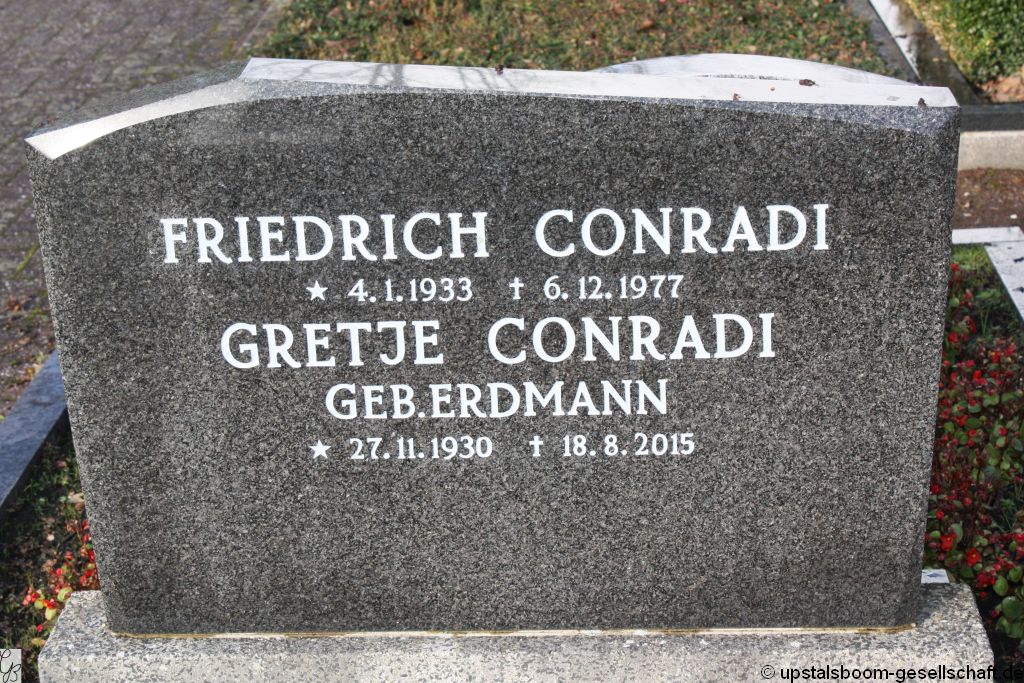 FRIEDRICH CONRADI
★ 4.1.1933 ✝ 6.12.1977
GRETJE CONRADI
GEB.ERDMANN
★ 27.11.1930 ✝ 18.8.2015
© upstalsboom-gesellschaft.de